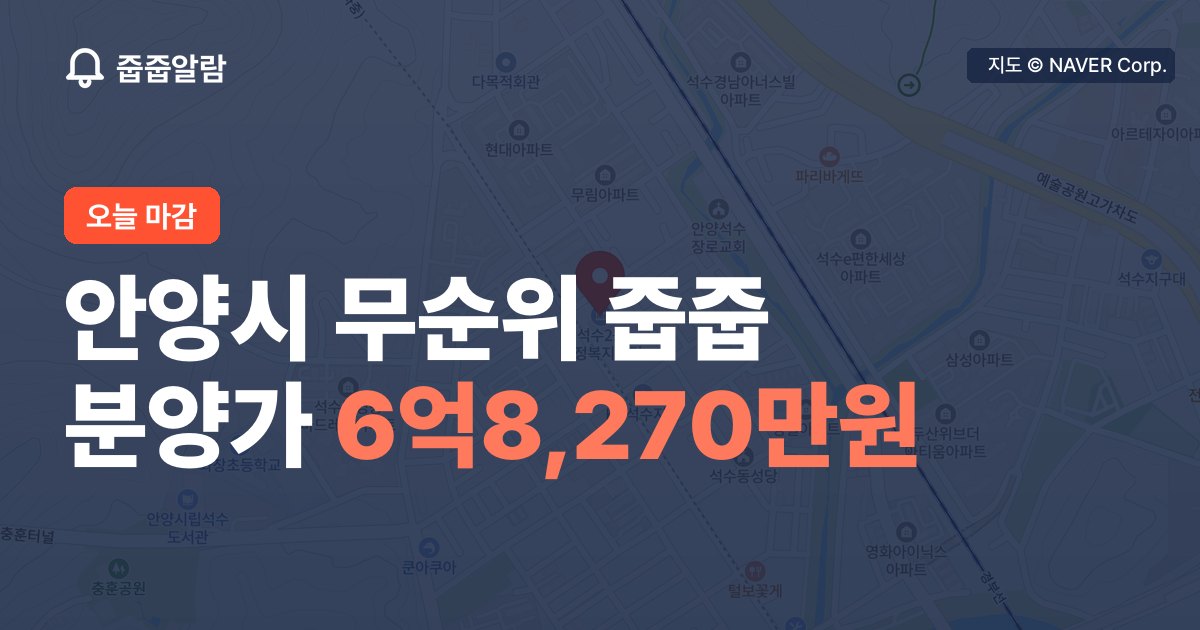 줍줍알람
지도 © NAVER Corp.
오늘 마감
안양시 무순위 줍줍
분양가 6억8,270만원
다목적회관
석수경남아너스빌
아파트
현대아파트
아르테자이아파
무림아파트
파리바게뜨
예술공원고가차도
안양석수
장로교회
석수e편한세상
아파트
석수지구대
삼성아파트
두산위브더
아티움아파트
석수동성당
안양시립석수
도서관
충훈터널
쿤아쿠아
영화아이닉스
아파트
충훈공원
털보꽃게
경부선